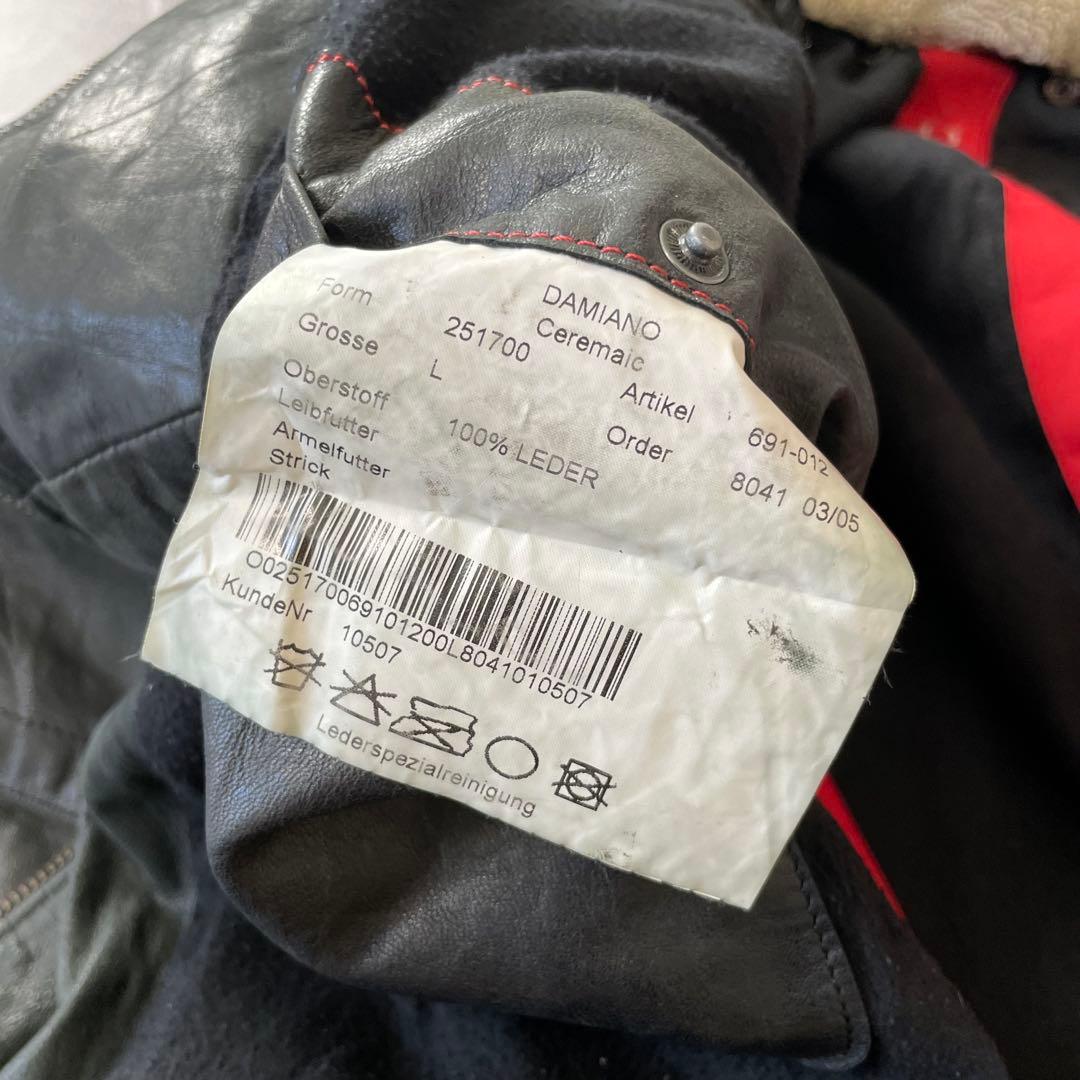 DAMIANO
Form Ceremaic
Grosse 251700 Artikel 691-012
Oberstoff L Order 8041 03/05
Leibfutter 100% LEDER
Armelfutter
Strick
O025170069101200L8041010507
KundeNr 10507
Lederspezialreinigung